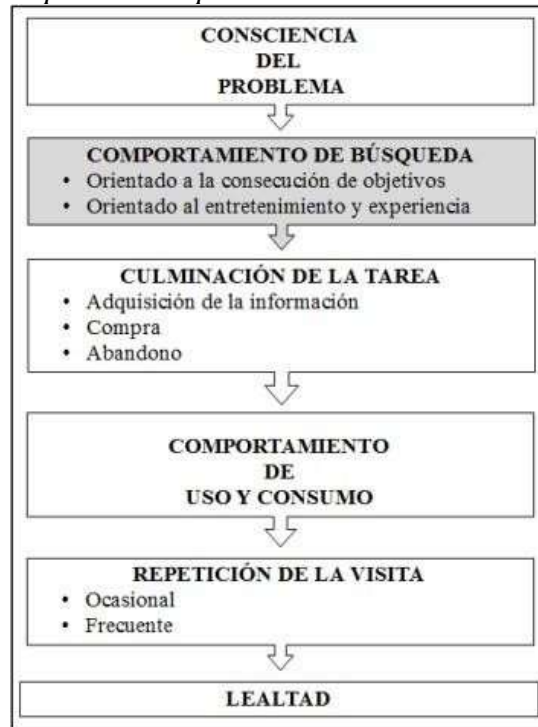 CONSCIENCIA
DEL
PROBLEMA
COMPORTAMIENTO DE BÚSQUEDA
• Orientado a la consecución de objetivos
• Orientado al entretenimiento y experiencia
CULMINACIÓN DE LA TAREA
• Adquisición de la información
• Compra
• Abandono
COMPORTAMIENTO
DE
USO Y CONSUMO
REPETICIÓN DE LA VISITA
• Ocasional
• Frecuente
LEALTAD